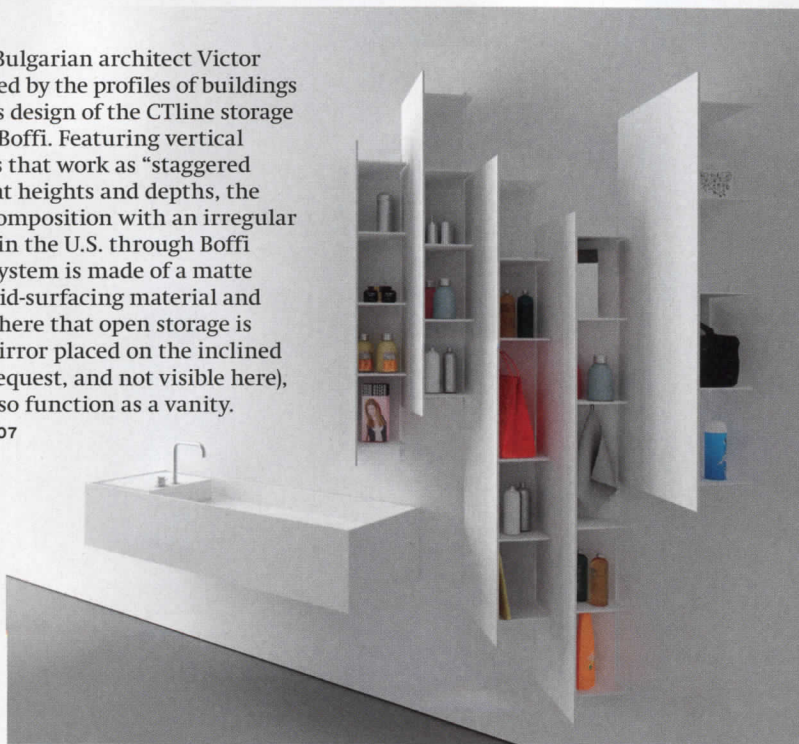 Bulgarian architect Victor
ed by the profiles of buildings
s design of the CTline storage
Boffi. Featuring vertical
s that work as “staggered
nt heights and depths, the
omposition with an irregular
in the U.S. through Boffi
ystem is made of a matte
id-surfacing material and
here that open storage is
irror placed on the inclined
equest, and not visible here),
so function as a vanity.
07